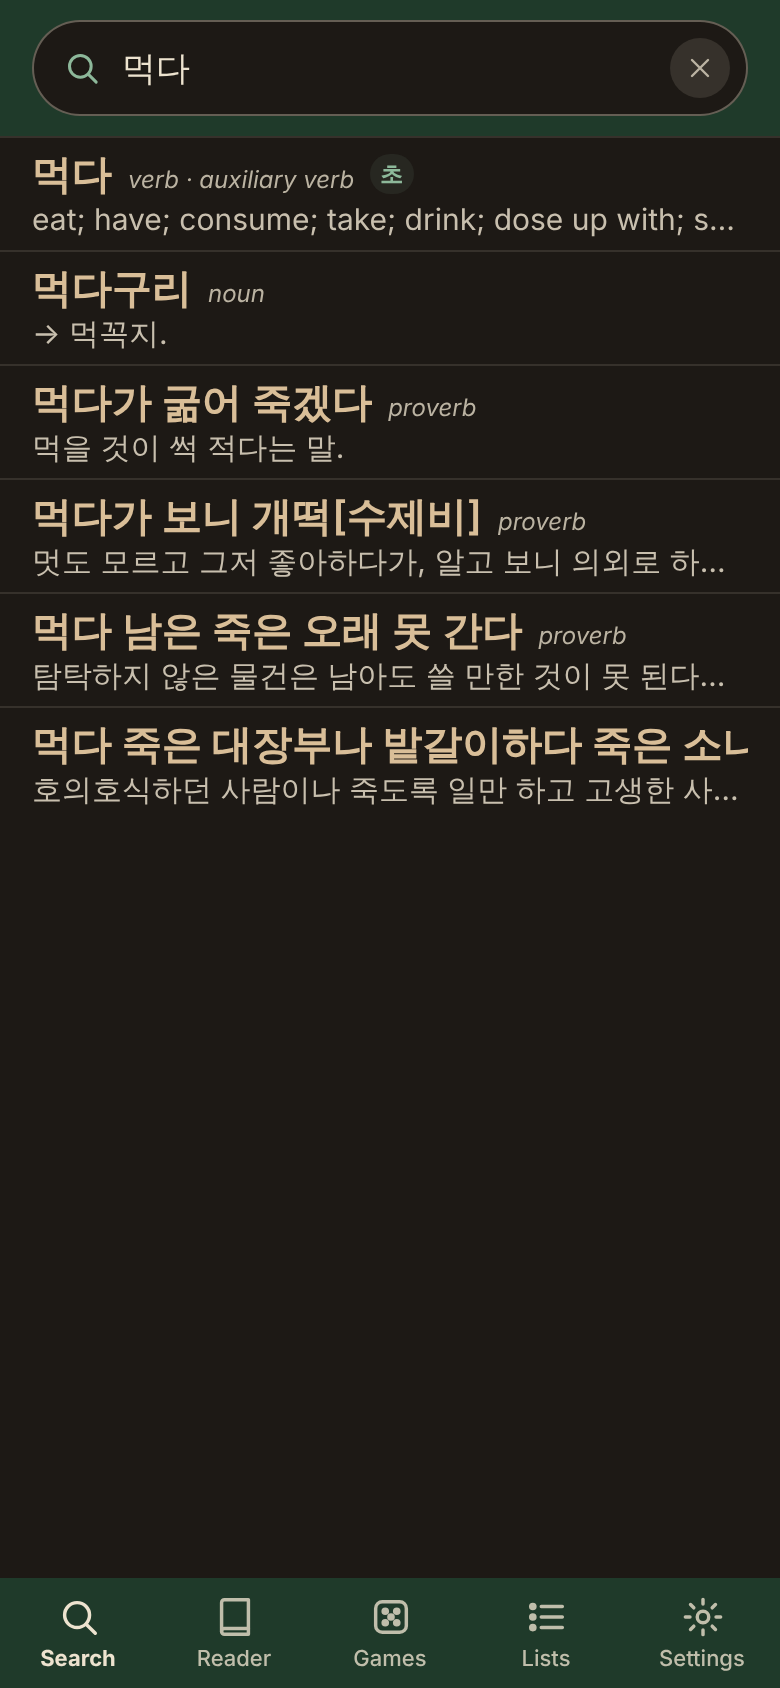 먹다
먹다 verb · auxiliary verb 초
eat; have; consume; take; drink; dose up with; s...
먹다구리 noun
→ 먹꼭지.
먹다가 굶어 죽겠다 proverb
먹을 것이 썩 적다는 말.
먹다가 보니 개떡[수제비] proverb
멋도 모르고 그저 좋아하다가, 알고 보니 의외로 하...
먹다 남은 죽은 오래 못 간다 proverb
탐탁하지 않은 물건은 남아도 쓸 만한 것이 못 된다...
먹다 죽은 대장부나 밭갈이하다 죽은
호의호식하던 사람이나 죽도록 일만 하고 고생한 사...
Search Reader Games Lists Settings